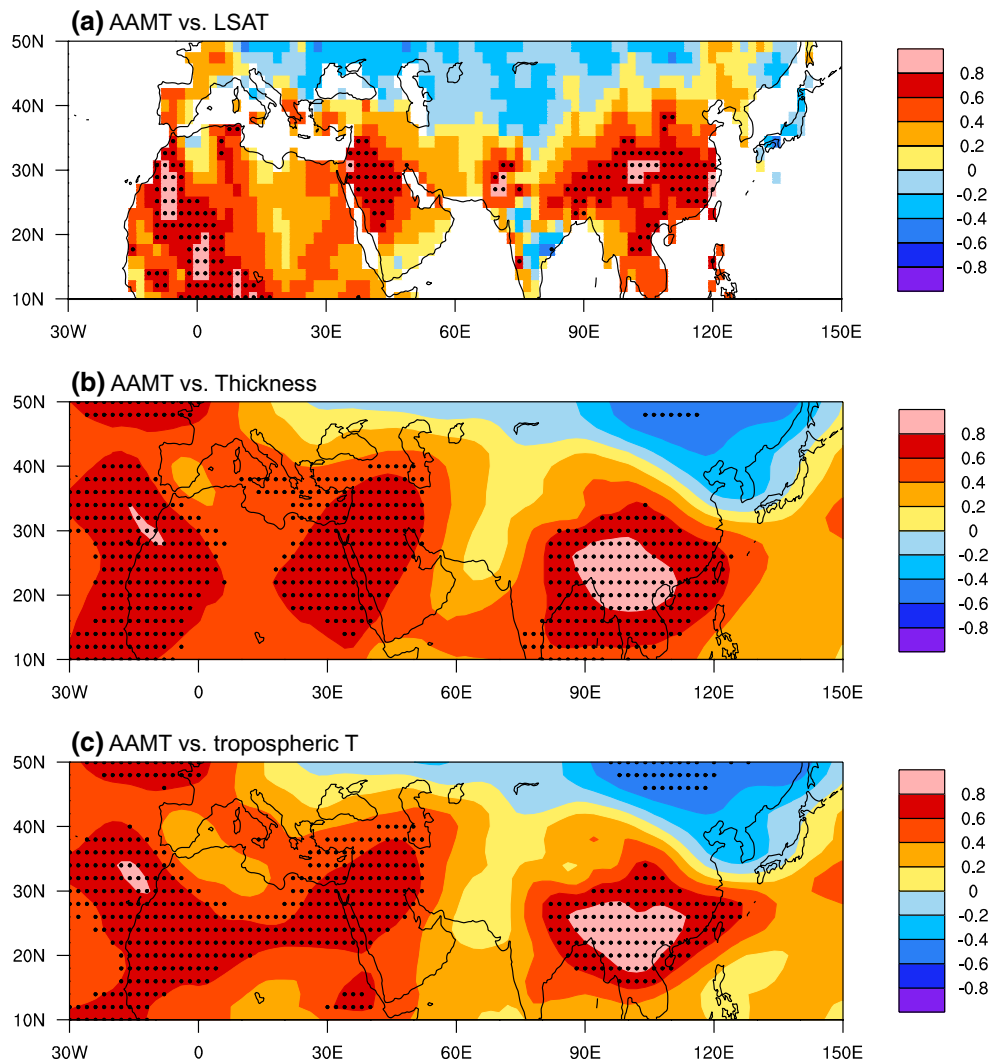 (a) AAMT vs. LSAT
50N
40N
30N
20N
10N
30W 0 30E 60E 90E 120E 150E
0.8
0.6
0.4
0.2
0
-0.2
-0.4
-0.6
-0.8
(b) AAMT vs. Thickness
50N
40N
30N
20N
10N
30W 0 30E 60E 90E 120E 150E
0.8
0.6
0.4
0.2
0
-0.2
-0.4
-0.6
-0.8
(c) AAMT vs. tropospheric T
50N
40N
30N
20N
10N
30W 0 30E 60E 90E 120E 150E
0.8
0.6
0.4
0.2
0
-0.2
-0.4
-0.6
-0.8